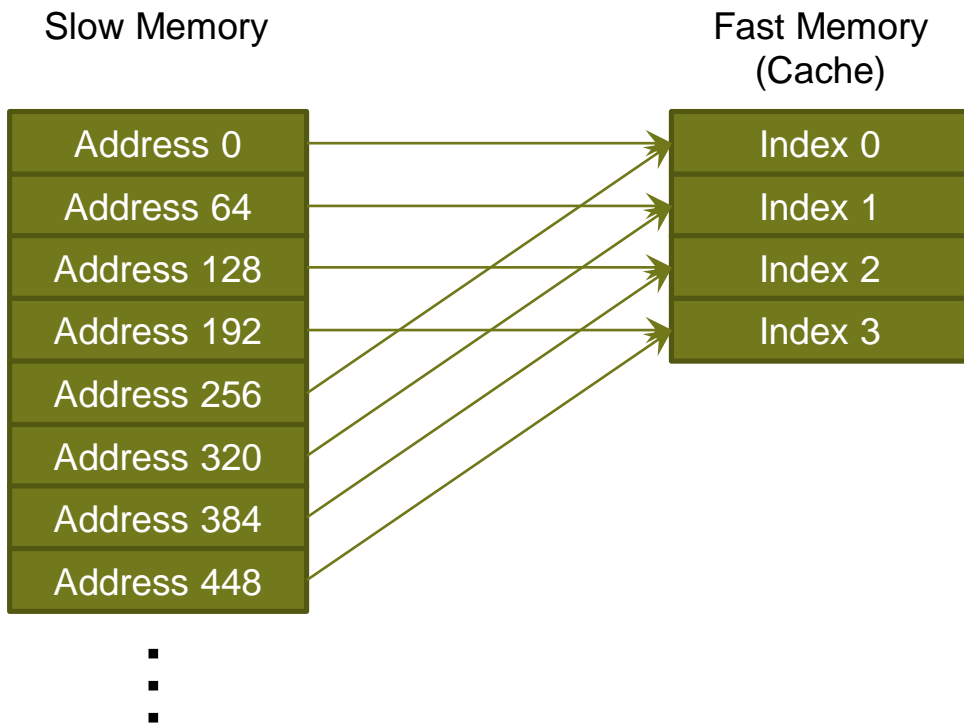 Slow Memory
Fast Memory
(Cache)
Address 0
Address 64
Address 128
Address 192
Address 256
Address 320
Address 384
Address 448
Index 0
Index 1
Index 2
Index 3